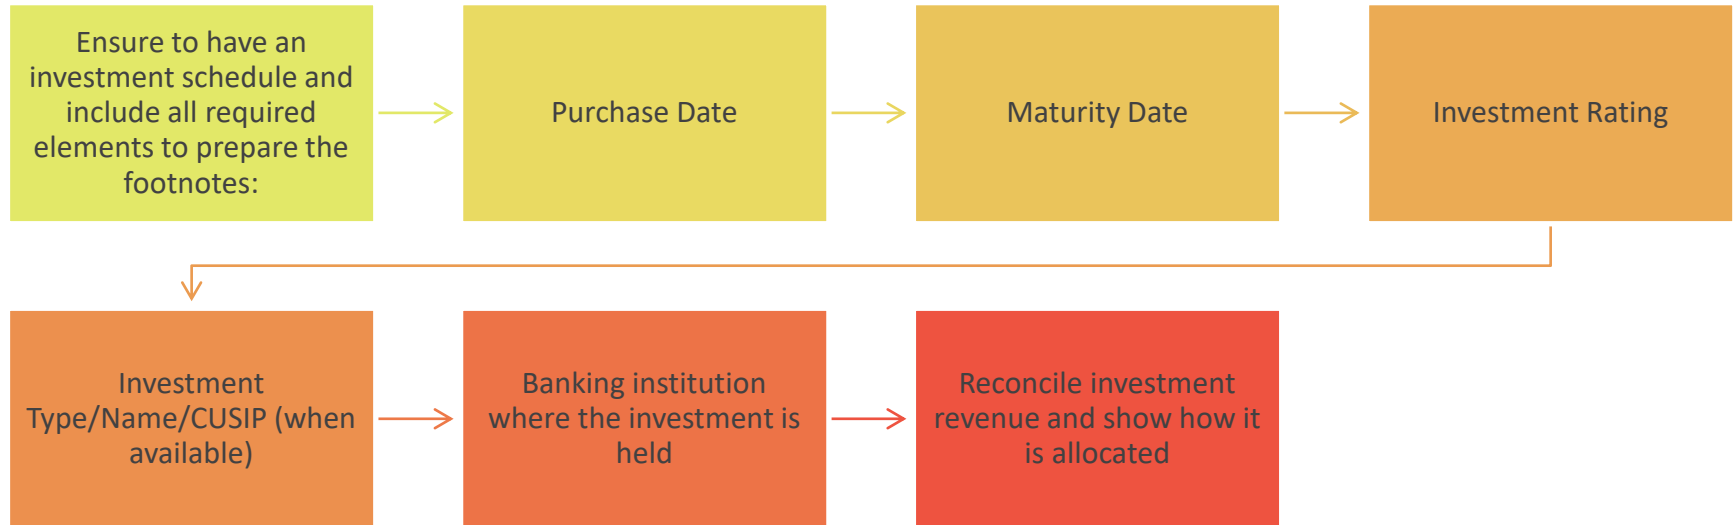 Ensure to have an
investment schedule and
include all required
elements to prepare the
footnotes:
Purchase Date
Maturity Date
Investment Rating
Investment
Type/Name/CUSIP (when
available)
Banking institution
where the investment is
held
Reconcile investment
revenue and show how it
is allocated